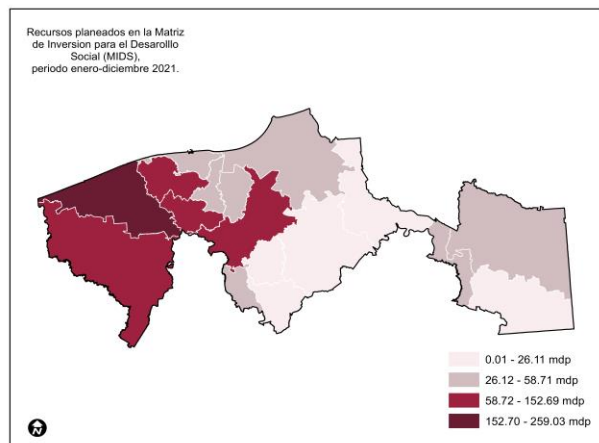 Recursos planeados en la Matriz
de Inversion para el Desarolllo
Social (MIDS),
periodo enero-diciembre 2021.
0.01 - 26.11 mdp
26.12 - 58.71 mdp
58.72 - 152.69 mdp
152.70 - 259.03 mdp
N